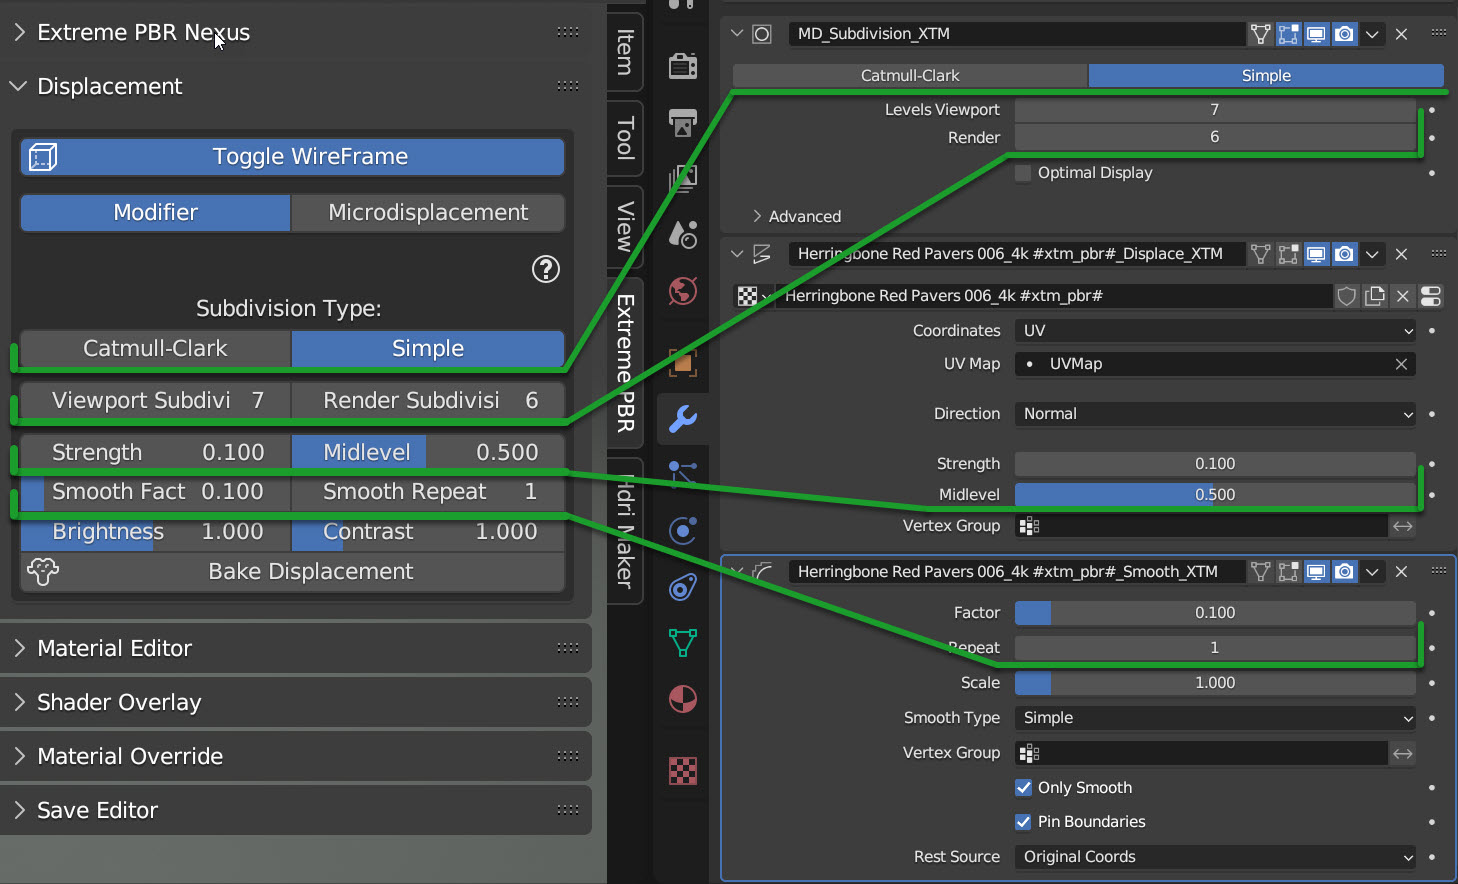 Extreme PBR Nexus
Displacement
Toggle WireFrame
Modifier
Microdisplacement
?
Subdivision Type:
Catmull-Clark
Simple
Viewport Subdivi 7
Render Subdivisi 6
Strength 0.100
Midlevel 0.500
Smooth Fact 0.100
Smooth Repeat 1
Brightness 1.000
Contrast 1.000
Bake Displacement
Material Editor
Shader Overlay
Material Override
Save Editor
Item
Tool
View
Extreme PBR
Hdri Maker
MD_Subdivision_XTM
Catmull-Clark
Simple
Levels Viewport 7
Render 6
Optimal Display
Advanced
Herringbone Red Pavers 006_4k #xtm_pbr#_Displace_XTM
Herringbone Red Pavers 006_4k #xtm_pbr#
Coordinates UV
UV Map UVMap
Direction Normal
Strength 0.100
Midlevel 0.500
Vertex Group
Herringbone Red Pavers 006_4k #xtm_pbr#_Smooth_XTM
Factor 0.100
Repeat 1
Scale 1.000
Smooth Type Simple
Vertex Group
Only Smooth
Pin Boundaries
Rest Source Original Coords